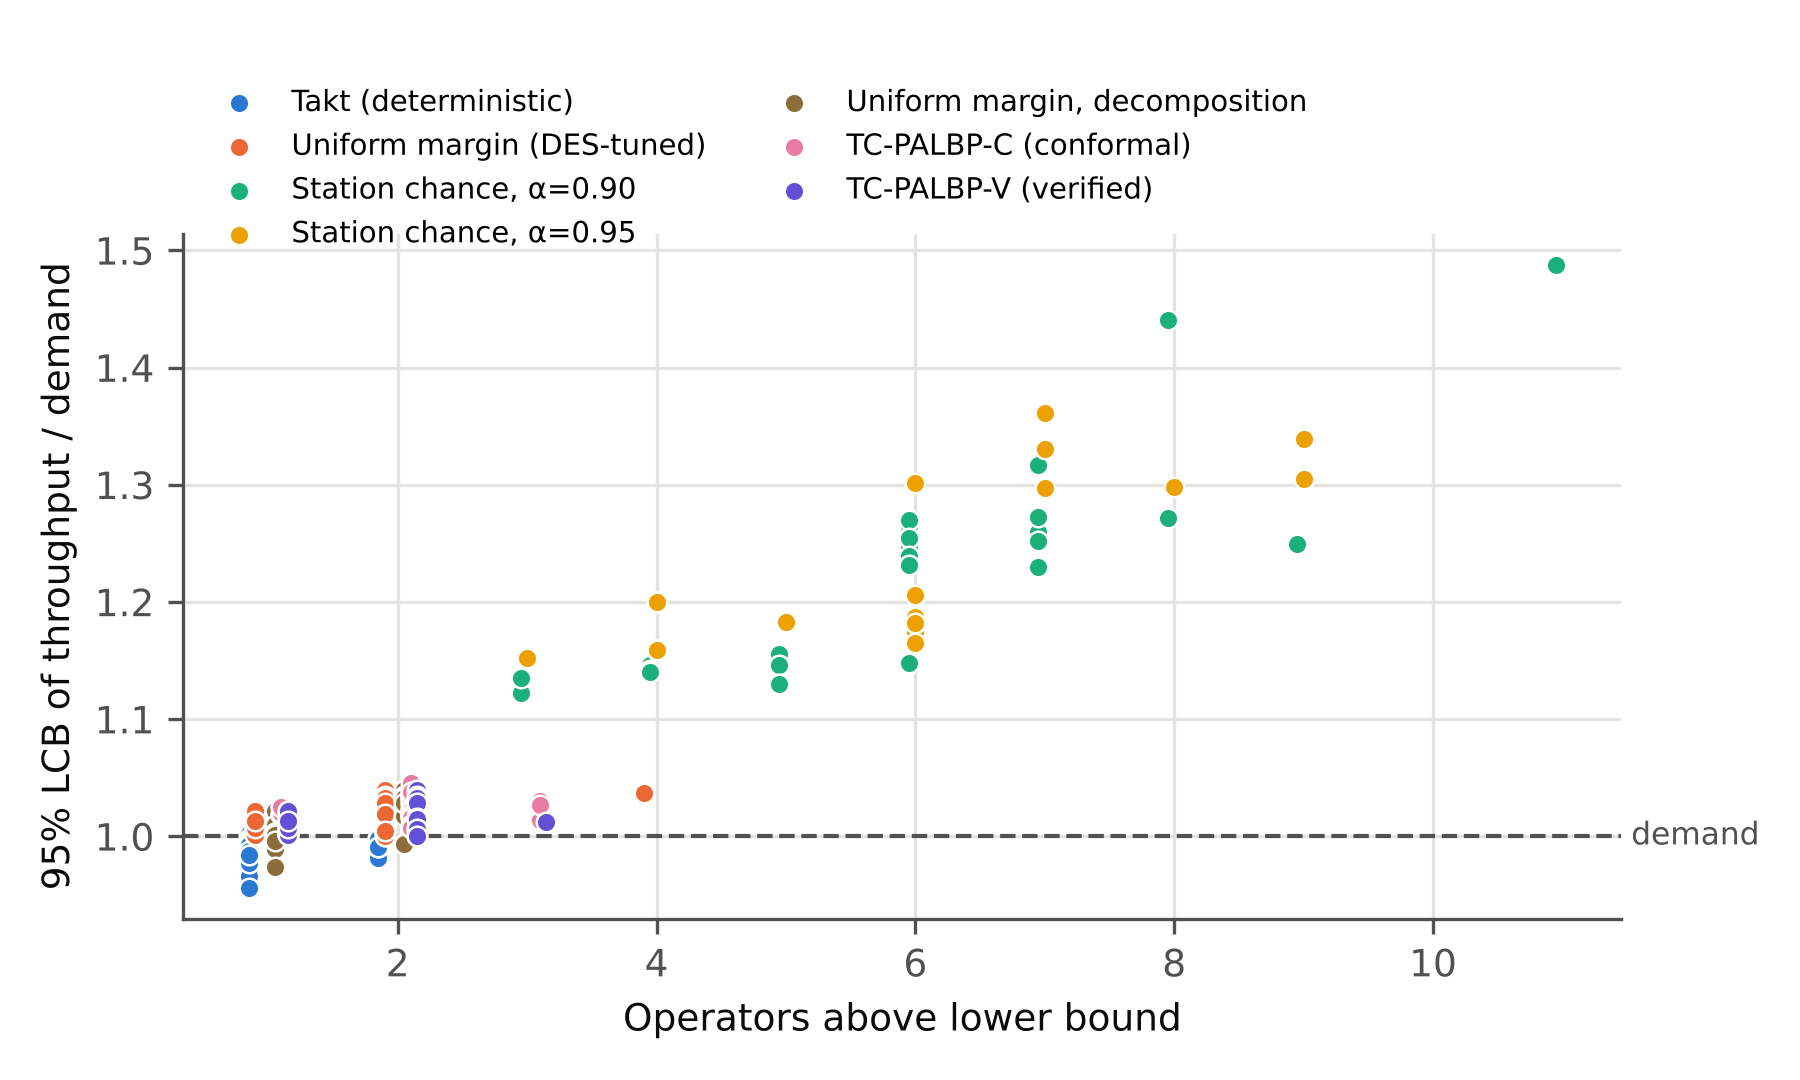 Takt (deterministic)
Uniform margin (DES-tuned)
Station chance, α=0.90
Station chance, α=0.95
Uniform margin, decomposition
TC-PALBP-C (conformal)
TC-PALBP-V (verified)
95% LCB of throughput / demand
1.5
1.4
1.3
1.2
1.1
1.0
demand
2 4 6 8 10
Operators above lower bound